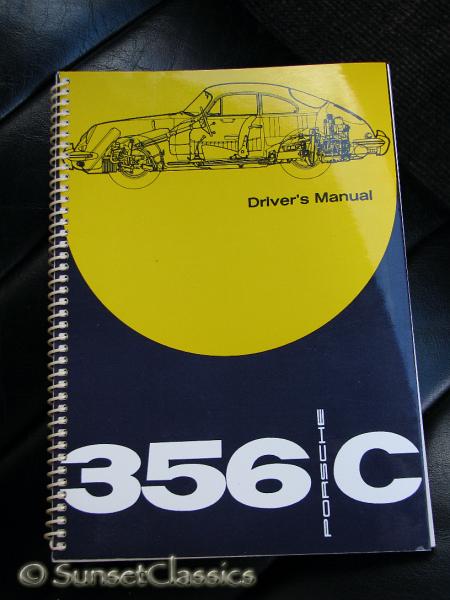 Driver's Manual
356 C
PORSCHE
© SunsetClassics